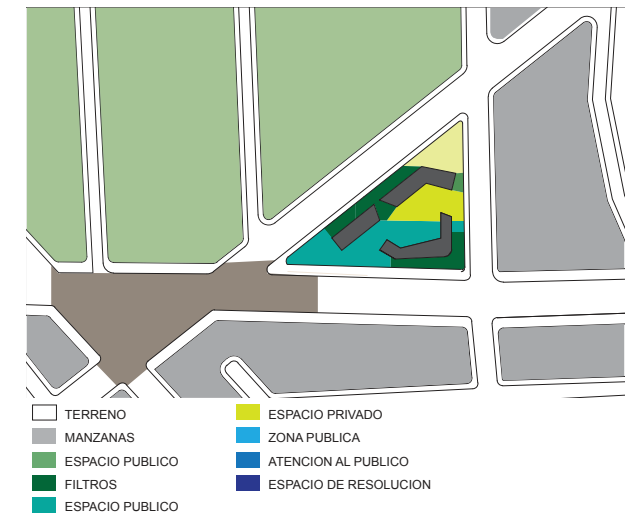 TERRENO
MANZANAS
ESPACIO PUBLICO
FILTROS
ESPACIO PUBLICO
ESPACIO PRIVADO
ZONA PUBLICA
ATENCION AL PUBLICO
ESPACIO DE RESOLUCION